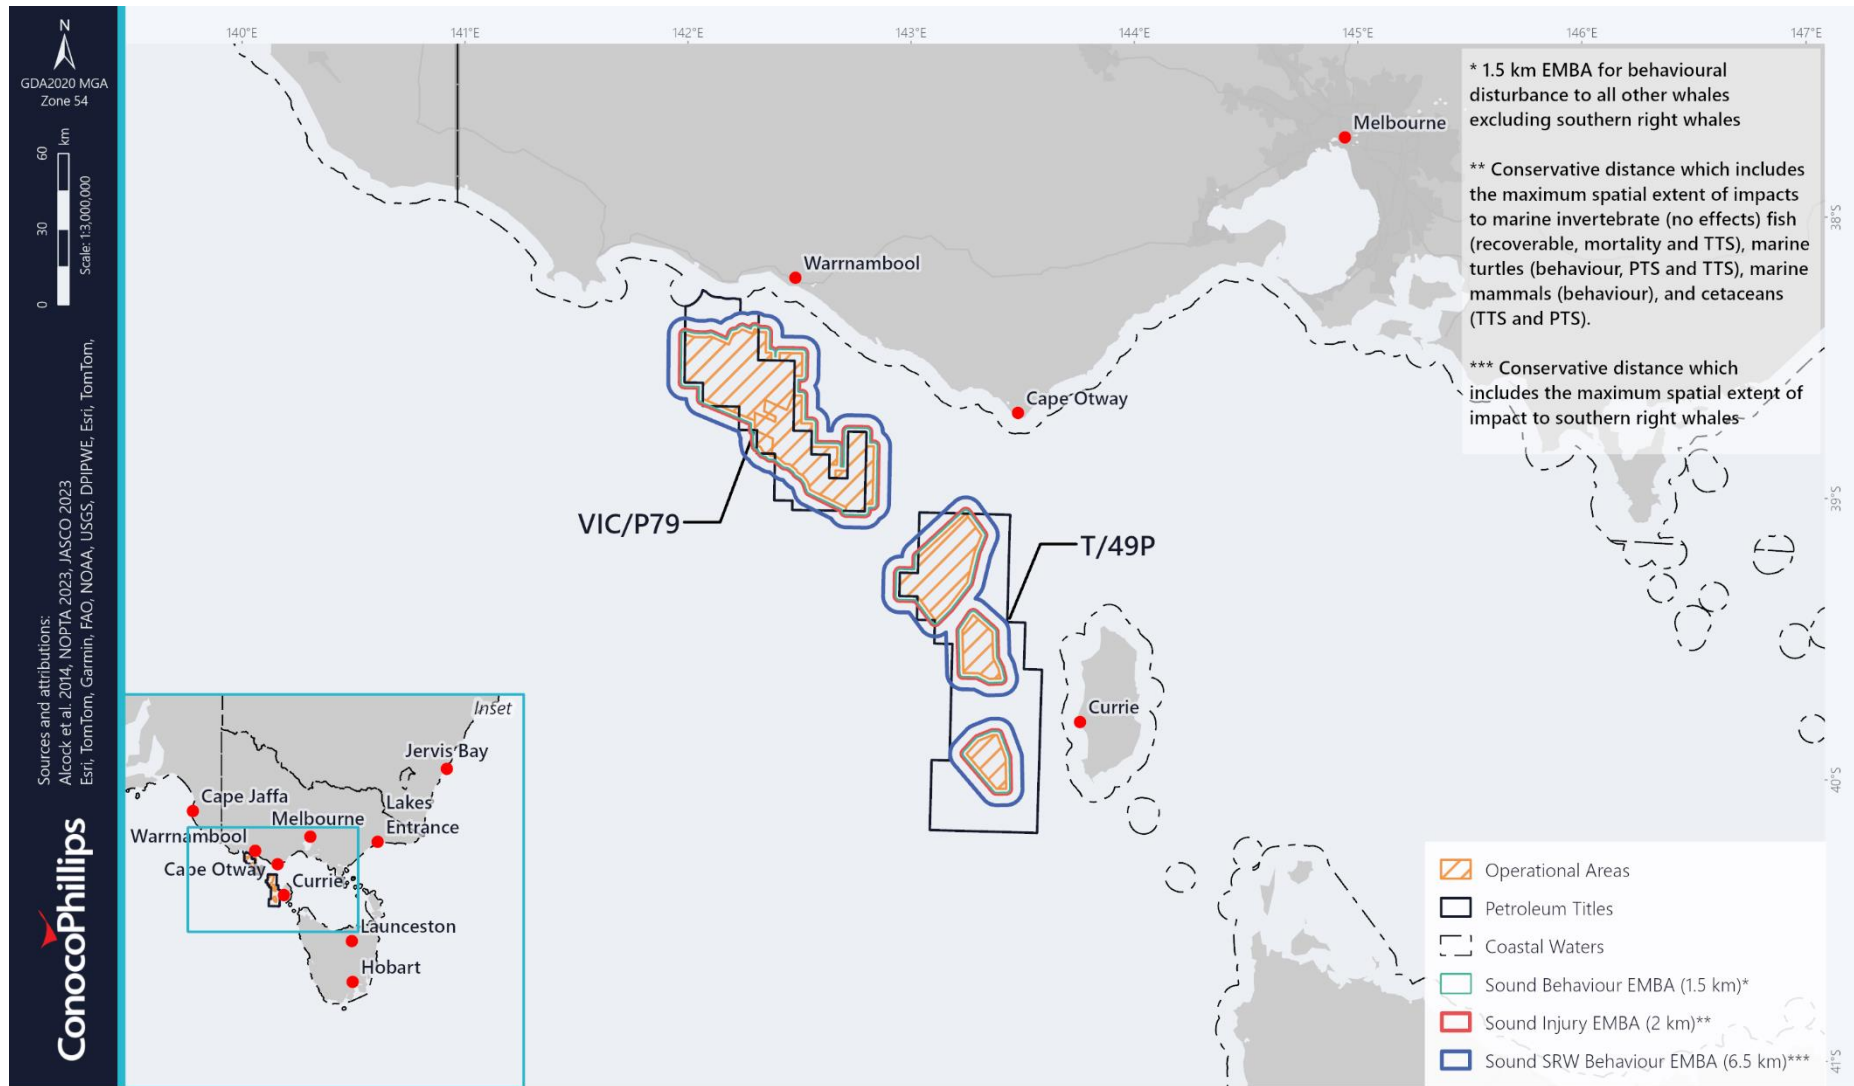 N
GDA2020 MGA
Zone 54
0 30 60 km
Scale: 1:3,000,000
Sources and attributions:
Alcock et al. 2014, NOPTA 2023, JASCO 2023
Esri, TomTom, Garmin, FAO, NOAA, USGS, DPIPWE, Esri, TomTom,
ConocoPhillips
140°E 141°E 142°E 143°E 144°E 145°E 146°E 147°E
38°S
39°S
40°S
41°S
* 1.5 km EMBA for behavioural
disturbance to all other whales
excluding southern right whales
** Conservative distance which includes
the maximum spatial extent of impacts
to marine invertebrate (no effects) fish
(recoverable, mortality and TTS), marine
turtles (behaviour, PTS and TTS), marine
mammals (behaviour), and cetaceans
(TTS and PTS).
*** Conservative distance which
includes the maximum spatial extent of
impact to southern right whales
Melbourne
Warrnambool
Cape Otway
VIC/P79
T/49P
Currie
Inset
Jervis Bay
Cape Jaffa
Lakes
Entrance
Melbourne
Warrnambool
Cape Otway
Currie
Launceston
Hobart
Operational Areas
Petroleum Titles
Coastal Waters
Sound Behaviour EMBA (1.5 km)*
Sound Injury EMBA (2 km)**
Sound SRW Behaviour EMBA (6.5 km)***